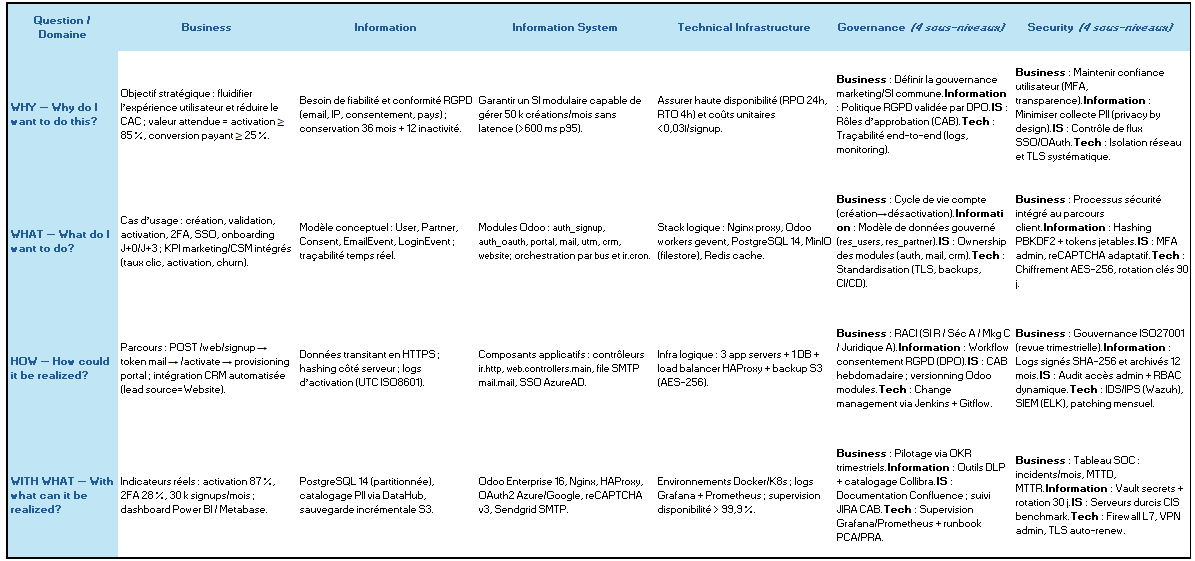 Question /
Domaine
Business
Information
Information System
Technical Infrastructure
Governance (4 sous-niveaux)
Security (4 sous-niveaux)
WHY – Why do I
want to do this?
Objectif stratégique : fluidifier
l'expérience utilisateur et réduire le
CAC ; valeur attendue = activation ≥
85 %, conversion payant ≥ 25 %.
Besoin de fiabilité et conformité RGPD
(email, IP, consentement, pays) ;
conservation 36 mois + 12 inactivité.
Garantir un SI modulaire capable de
gérer 50 k créations/mois sans
latence (>600 ms p95).
Assurer haute disponibilité (RPO 24h,
RTO 4h) et coûts unitaires
<0,03l/signup.
Business : Définir la gouvernance
marketing/SI commune.Information
: Politique RGPD validée par DPO.IS :
Rôles d'approbation (CAB).Tech :
Traçabilité end-to-end (logs,
monitoring).
Business : Maintenir confiance
utilisateur (MFA,
transparence).Information :
Minimiser collecte PII (privacy by
design).IS : Contrôle de flux
SSO/OAuth.Tech : Isolation réseau
et TLS systématique.
WHAT – What do I
want to do?
Cas d'usage : création, validation,
activation, 2FA, SSO, onboarding
J+0/J+3 ; KPI marketing/CSM intégrés
(taux clic, activation, churn).
Modèle conceptuel : User, Partner,
Consent, EmailEvent, LoginEvent ;
traçabilité temps réel.
Modules Odoo : auth_signup,
auth_oauth, portal, mail, utm, crm,
website; orchestration par bus et ir.cron.
Stack logique : Nginx proxy, Odoo
workers gevent, PostgreSQL 14, MinIO
(filestore), Redis cache.
Business : Cycle de vie compte
(création→désactivation).Informati
on : Modèle de données gouverné
(res_users, res_partner).IS : Ownership
des modules (auth, mail, crm).Tech :
Standardisation (TLS, backups,
CI/CD).
Business : Processus sécurité
intégré au parcours
client.Information : Hashing
PBKDF2 + tokens jetables.IS : MFA
admin, reCAPTCHA adaptatif.Tech :
Chiffrement AES-256, rotation clés 90
j.
HOW – How could
it be realized?
Parcours : POST /web/signup →
token mail → /activate → provisioning
portal ; intégration CRM automatisée
(lead source=Website).
Données transitant en HTTPS ;
hashing côté serveur ; logs
d'activation (UTC ISO8601).
Composants applicatifs : contrôleurs
ir.http, web.controllers.main, file SMTP
mail.mail, SSO AzureAD.
Infra logique : 3 app servers + 1 DB +
load balancer HAProxy + backup S3
(AES-256).
Business : RACI (SI R / Séc A / Mkg C
/ Juridique A).Information : Workflow
consentement RGPD (DPO).IS : CAB
hebdomadaire ; versionning Odoo
modules.Tech : Change
management via Jenkins + Gitflow.
Business : Gouvernance ISO27001
(revue trimestrielle).Information :
Logs signés SHA-256 et archivés 12
mois.IS : Audit accès admin + RBAC
dynamique.Tech : IDS/IPS (Wazuh),
SIEM (ELK), patching mensuel.
WITH WHAT – With
what can it be
realized?
Indicateurs réels : activation 87 %,
2FA 28 %, 30 k signups/mois ;
dashboard Power BI / Metabase.
PostgreSQL 14 (partitionnée),
catalogage PII via DataHub,
sauvegarde incrémentale S3.
Odoo Enterprise 16, Nginx, HAProxy,
OAuth2 Azure/Google, reCAPTCHA
v3, Sendgrid SMTP.
Environnements Docker/K8s ; logs
Grafana + Prometheus ; supervision
disponibilité > 99,9 %.
Business : Pilotage via OKR
trimestriels.Information : Outils DLP
+ catalogage Collibra.IS :
Documentation Confluence ; suivi
JIRA CAB.Tech : Supervision
Grafana/Prometheus + runbook
PCA/PRA.
Business : Tableau SOC :
incidents/mois, MTTD,
MTTR.Information : Vault secrets +
rotation 30 j.IS : Serveurs durcis CIS
benchmark.Tech : Firewall L7, VPN
admin, TLS auto-renew.